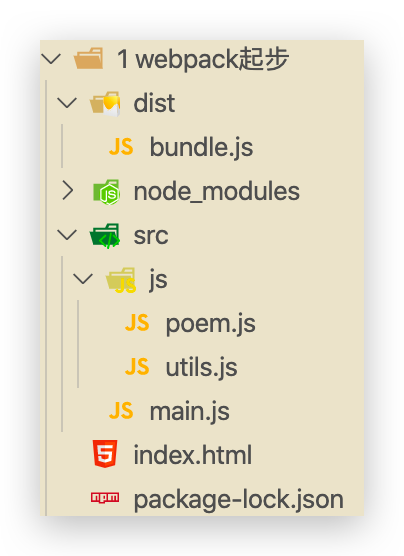 1 webpack起步
dist
JS bundle.js
node_modules
src
js
JS poem.js
JS utils.js
JS main.js
index.html
package-lock.json